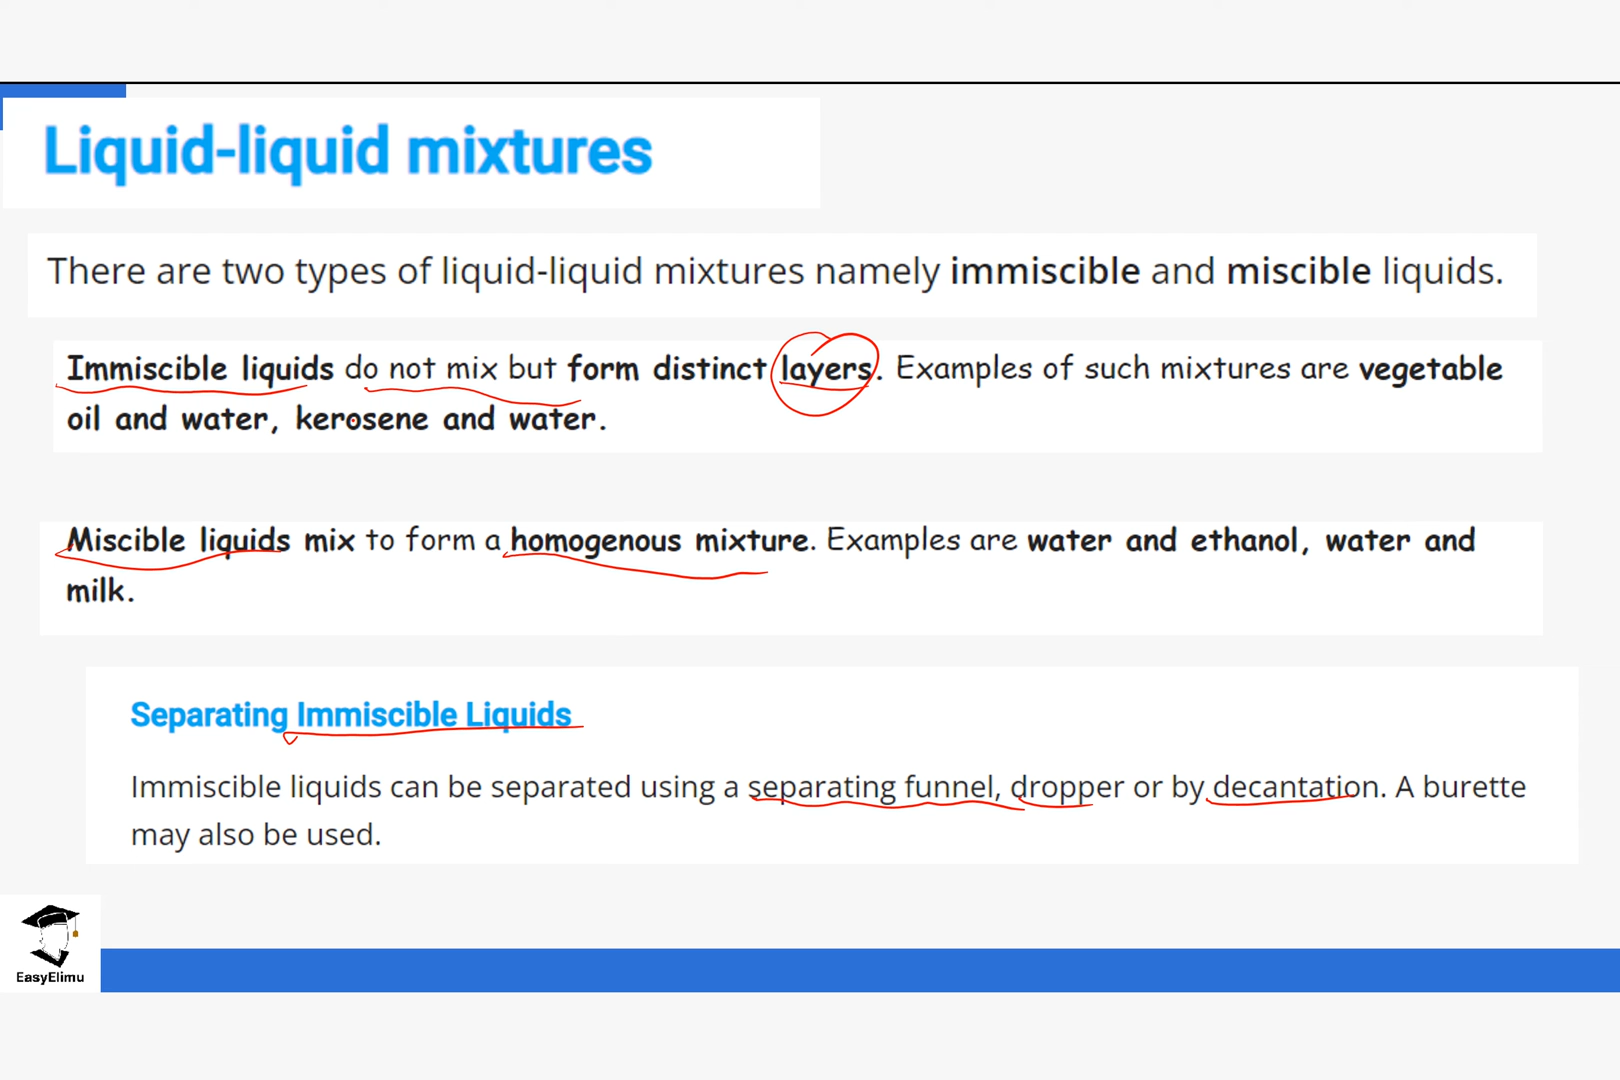 Liquid-liquid mixtures
There are two types of liquid-liquid mixtures namely immiscible and miscible liquids.
Immiscible liquids do not mix but form distinct layers. Examples of such mixtures are vegetable
oil and water, kerosene and water.
Miscible liquids mix to form a homogenous mixture. Examples are water and ethanol, water and
milk.
Separating Immiscible Liquids
Immiscible liquids can be separated using a separating funnel, dropper or by decantation. A burette
may also be used.
EasyElimu